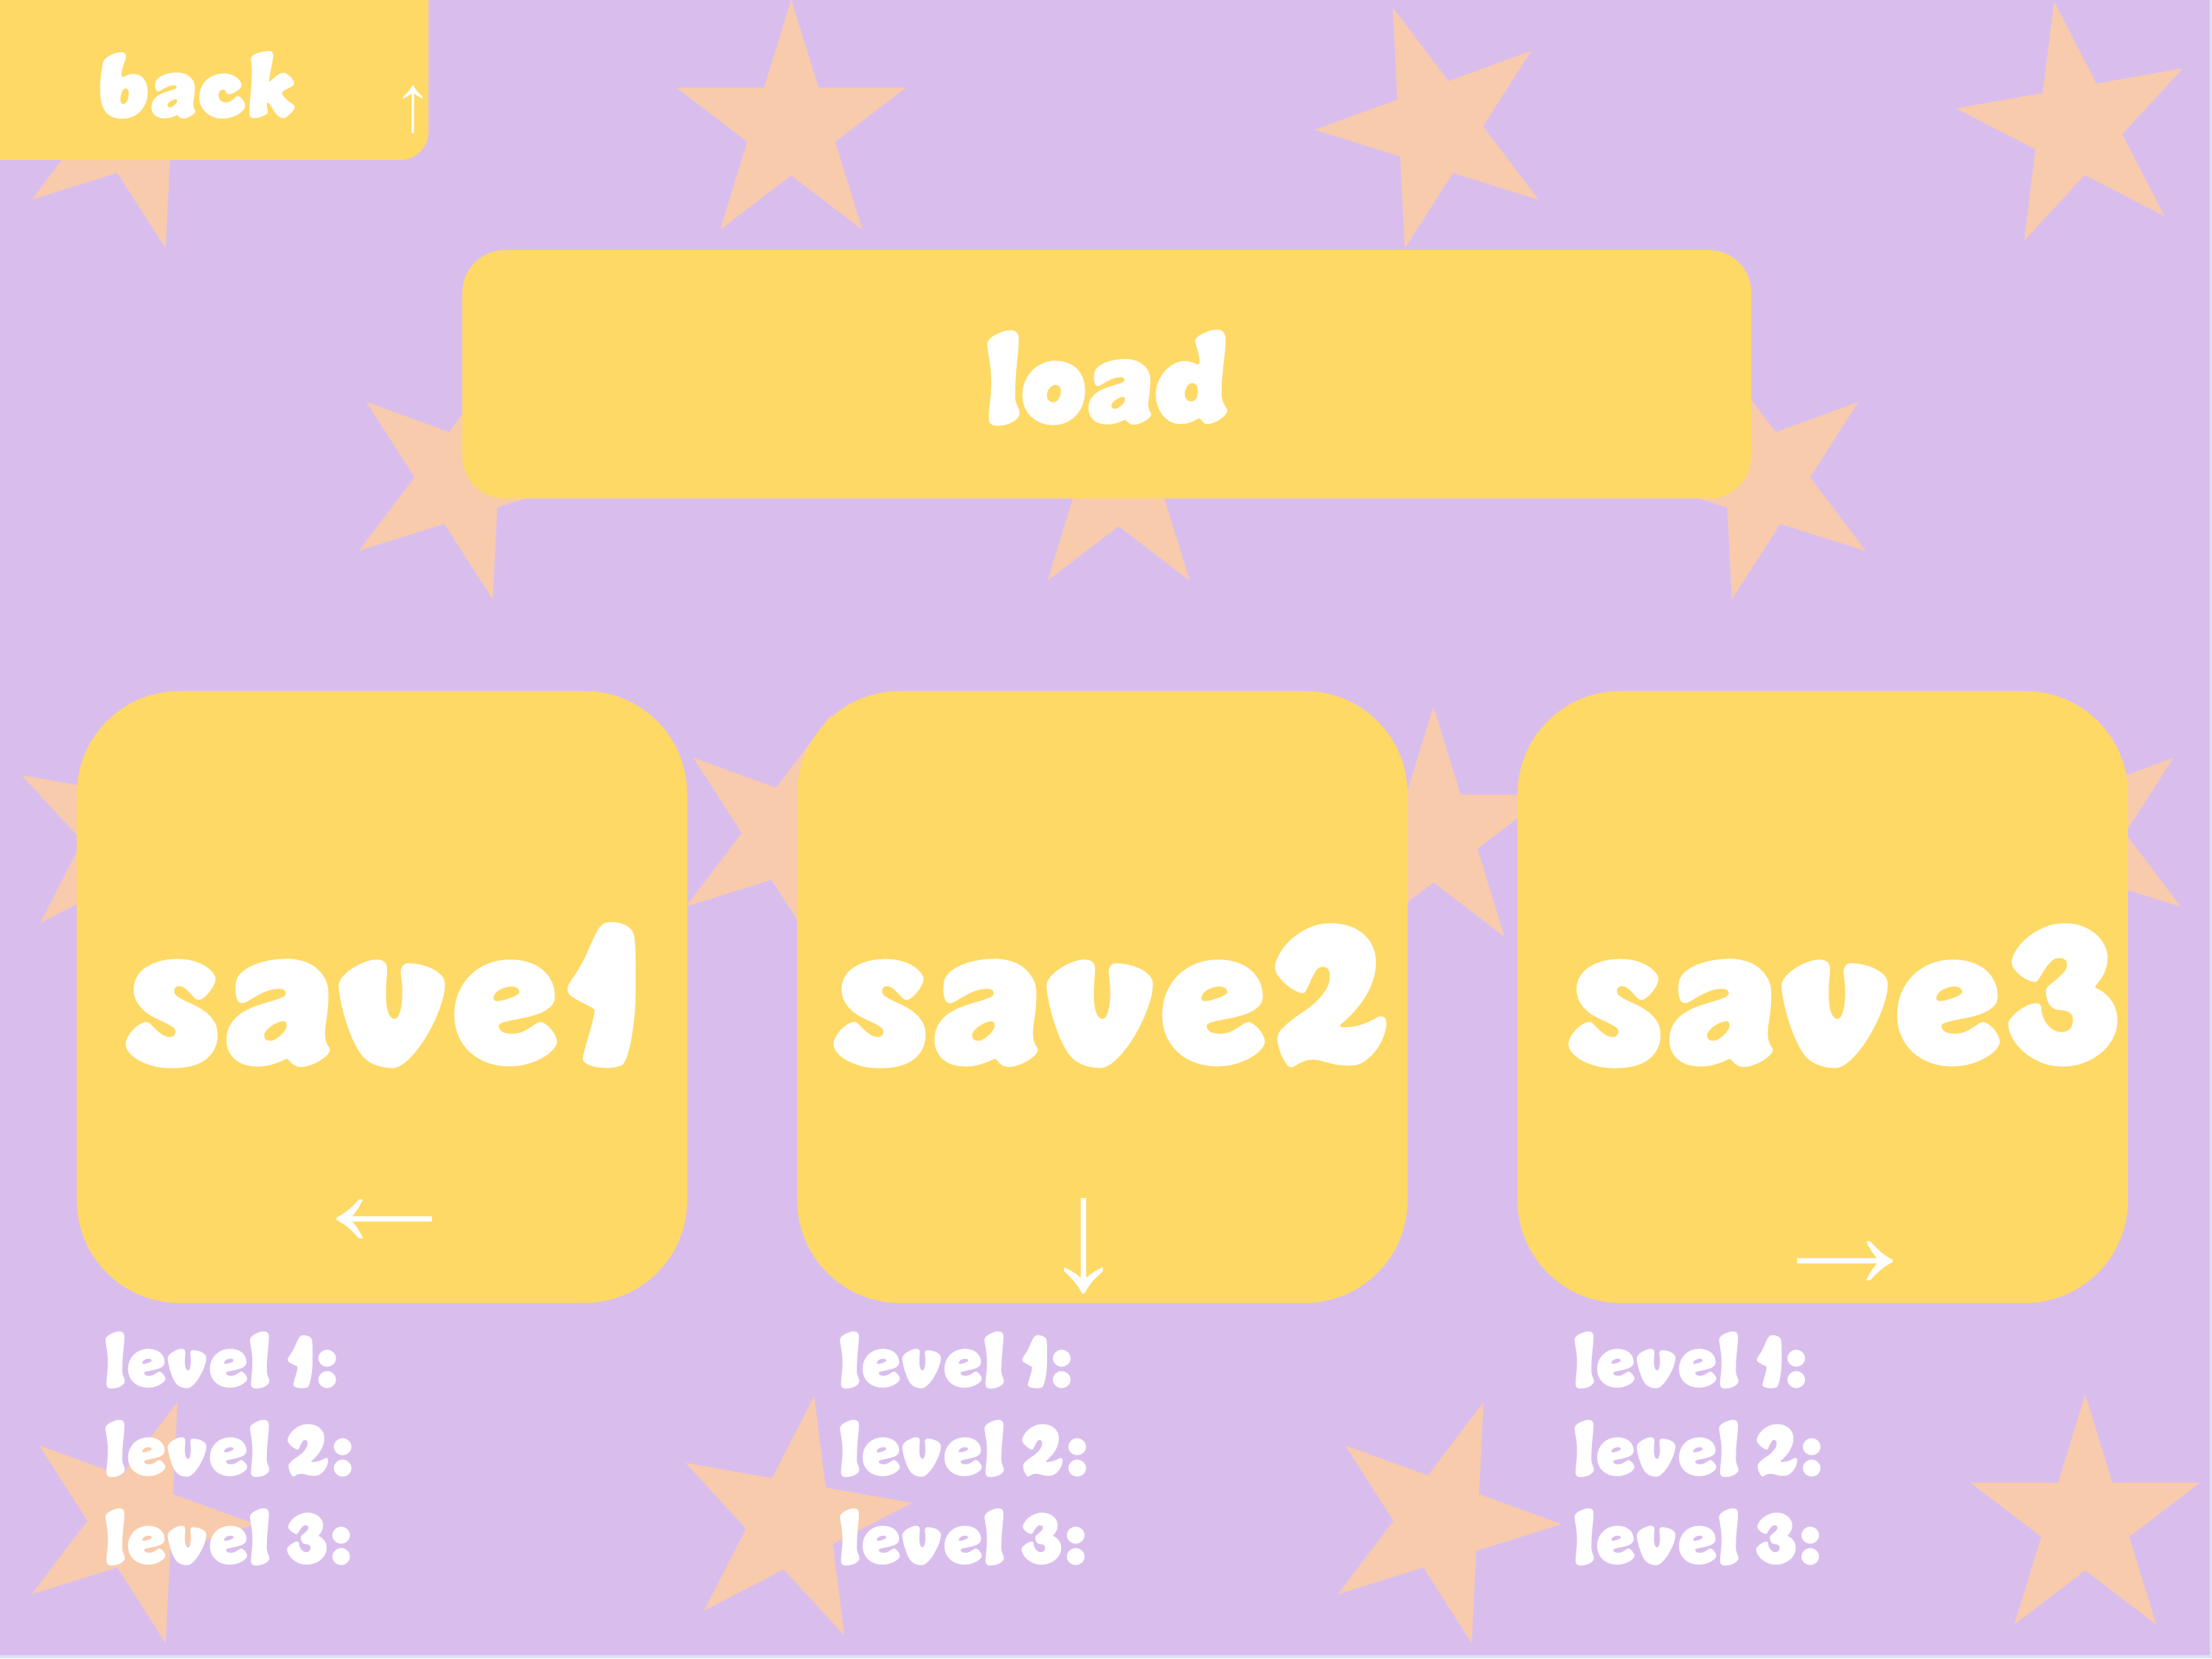 back ↑
load
save1 save2 save3
← ↓ →
level 1: level 1: level 1:
level 2: level 2: level 2:
level 3: level 3: level 3: